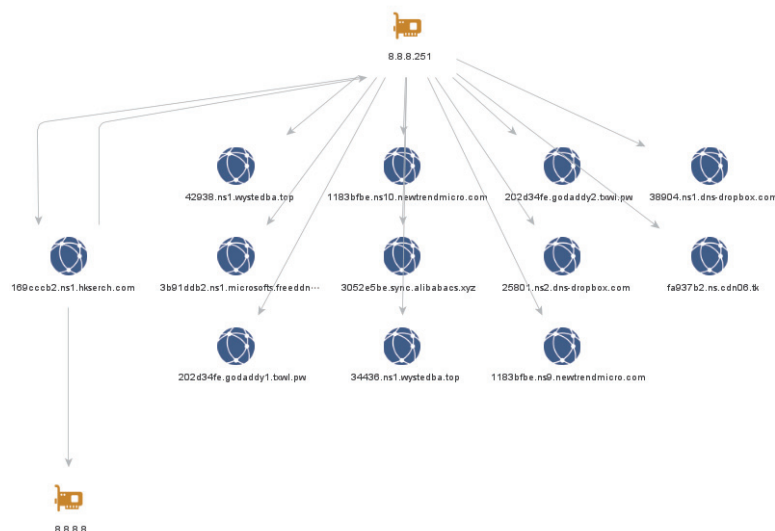 8.8.8.251
42938.ns1.wystedba.top
1183bfbe.ns10.newtrendmicro.com
202d34fe.godaddy2.txwl.pw
38904.ns1.dns-dropbox.com
169cccb2.ns1.hkserch.com
3b91ddb2.ns1.microsofts.freeddn···
3052e5be.sync.alibabacs.xyz
25801.ns2.dns-dropbox.com
fa937b2.ns.cdn06.tk
202d34fe.godaddy1.txwl.pw
34436.ns1.wystedba.top
1183bfbe.ns9.newtrendmicro.com
8.8.8.8